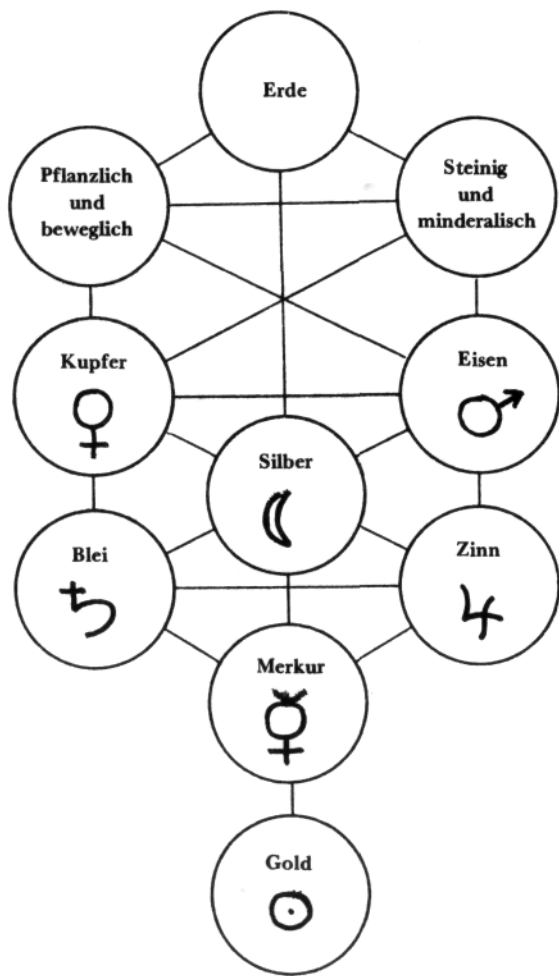 Erde
Pflanzlich
und
beweglich
Steinig
und
minderalisch
Kupfer
♀
Eisen
♂
Silber
☾
Blei
♄
Zinn
♃
Merkur
☿
Gold
☉